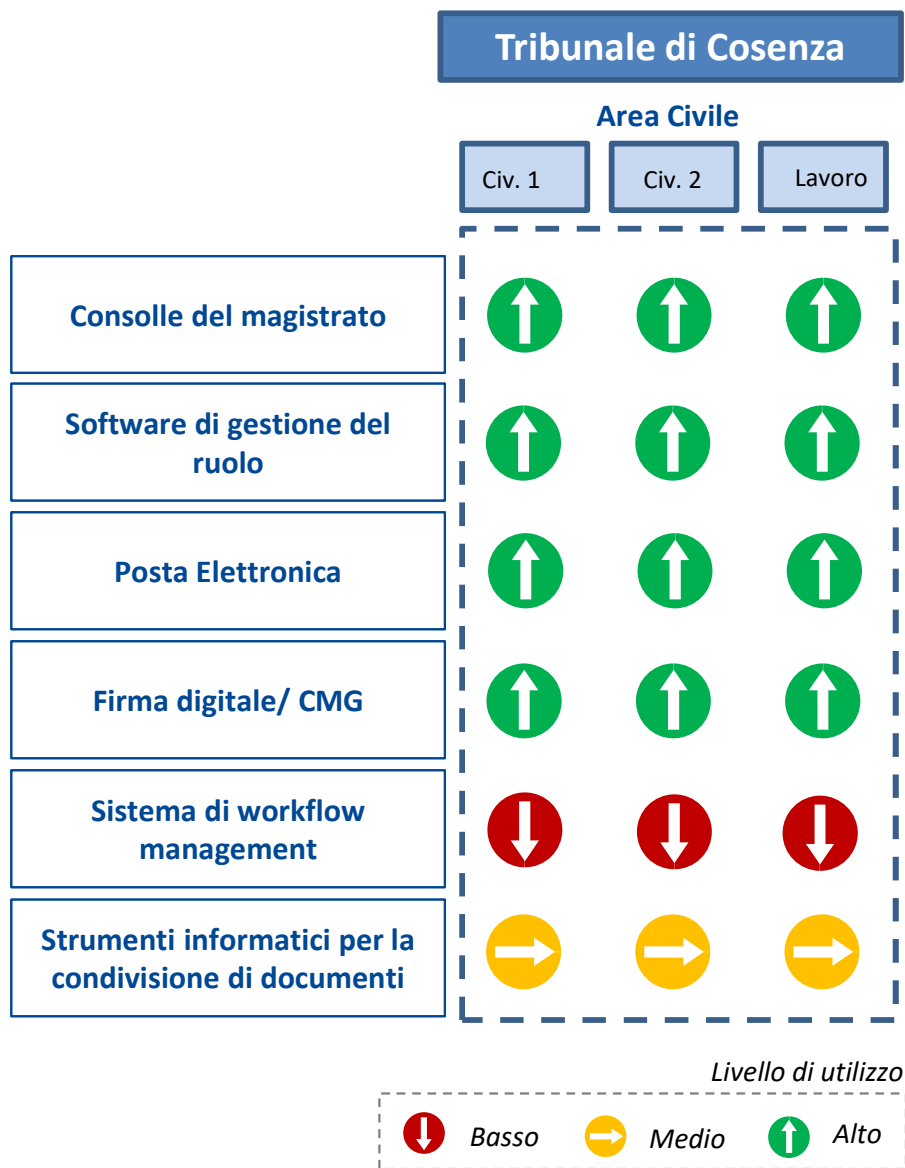 Tribunale di Cosenza
Area Civile
Civ. 1
Civ. 2
Lavoro
Consolle del magistrato
Software di gestione del
ruolo
Posta Elettronica
Firma digitale/ CMG
Sistema di workflow
management
Strumenti informatici per la
condivisione di documenti
Livello di utilizzo
Basso
Medio
Alto